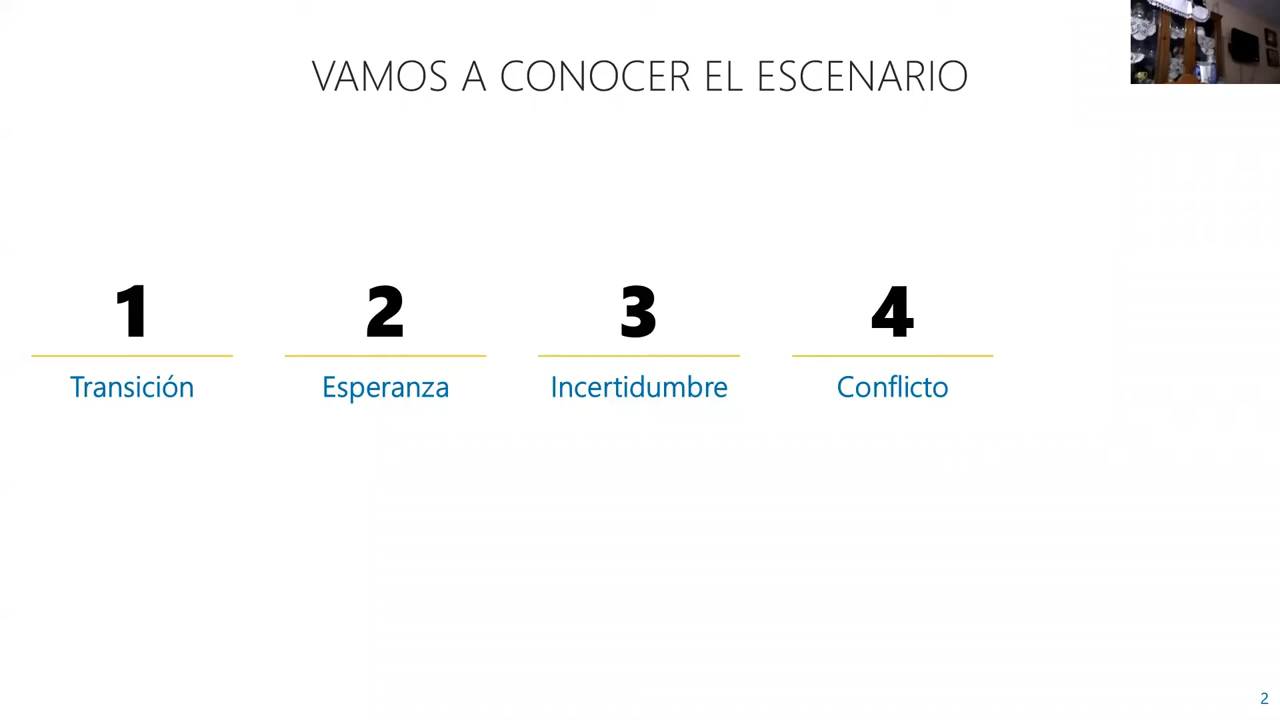 VAMOS A CONOCER EL ESCENARIO
1
Transición
2
Esperanza
3
Incertidumbre
4
Conflicto
2